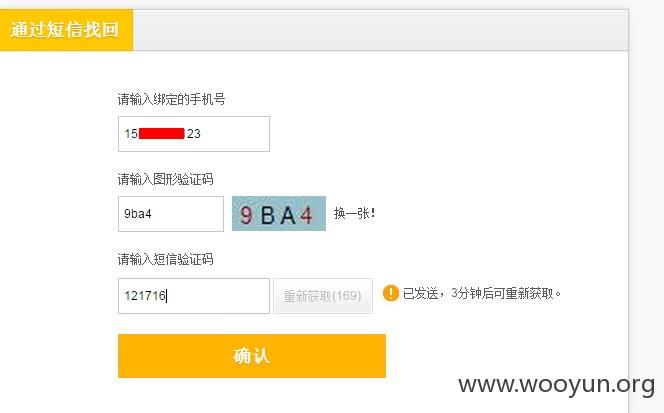 通过短信找回
请输入绑定的手机号
15 23
请输入图形验证码
9ba4 9BA4 换一张!
请输入短信验证码
121716 重新获取(169) 已发送，3分钟后可重新获取。
确认
www.wooyun.org